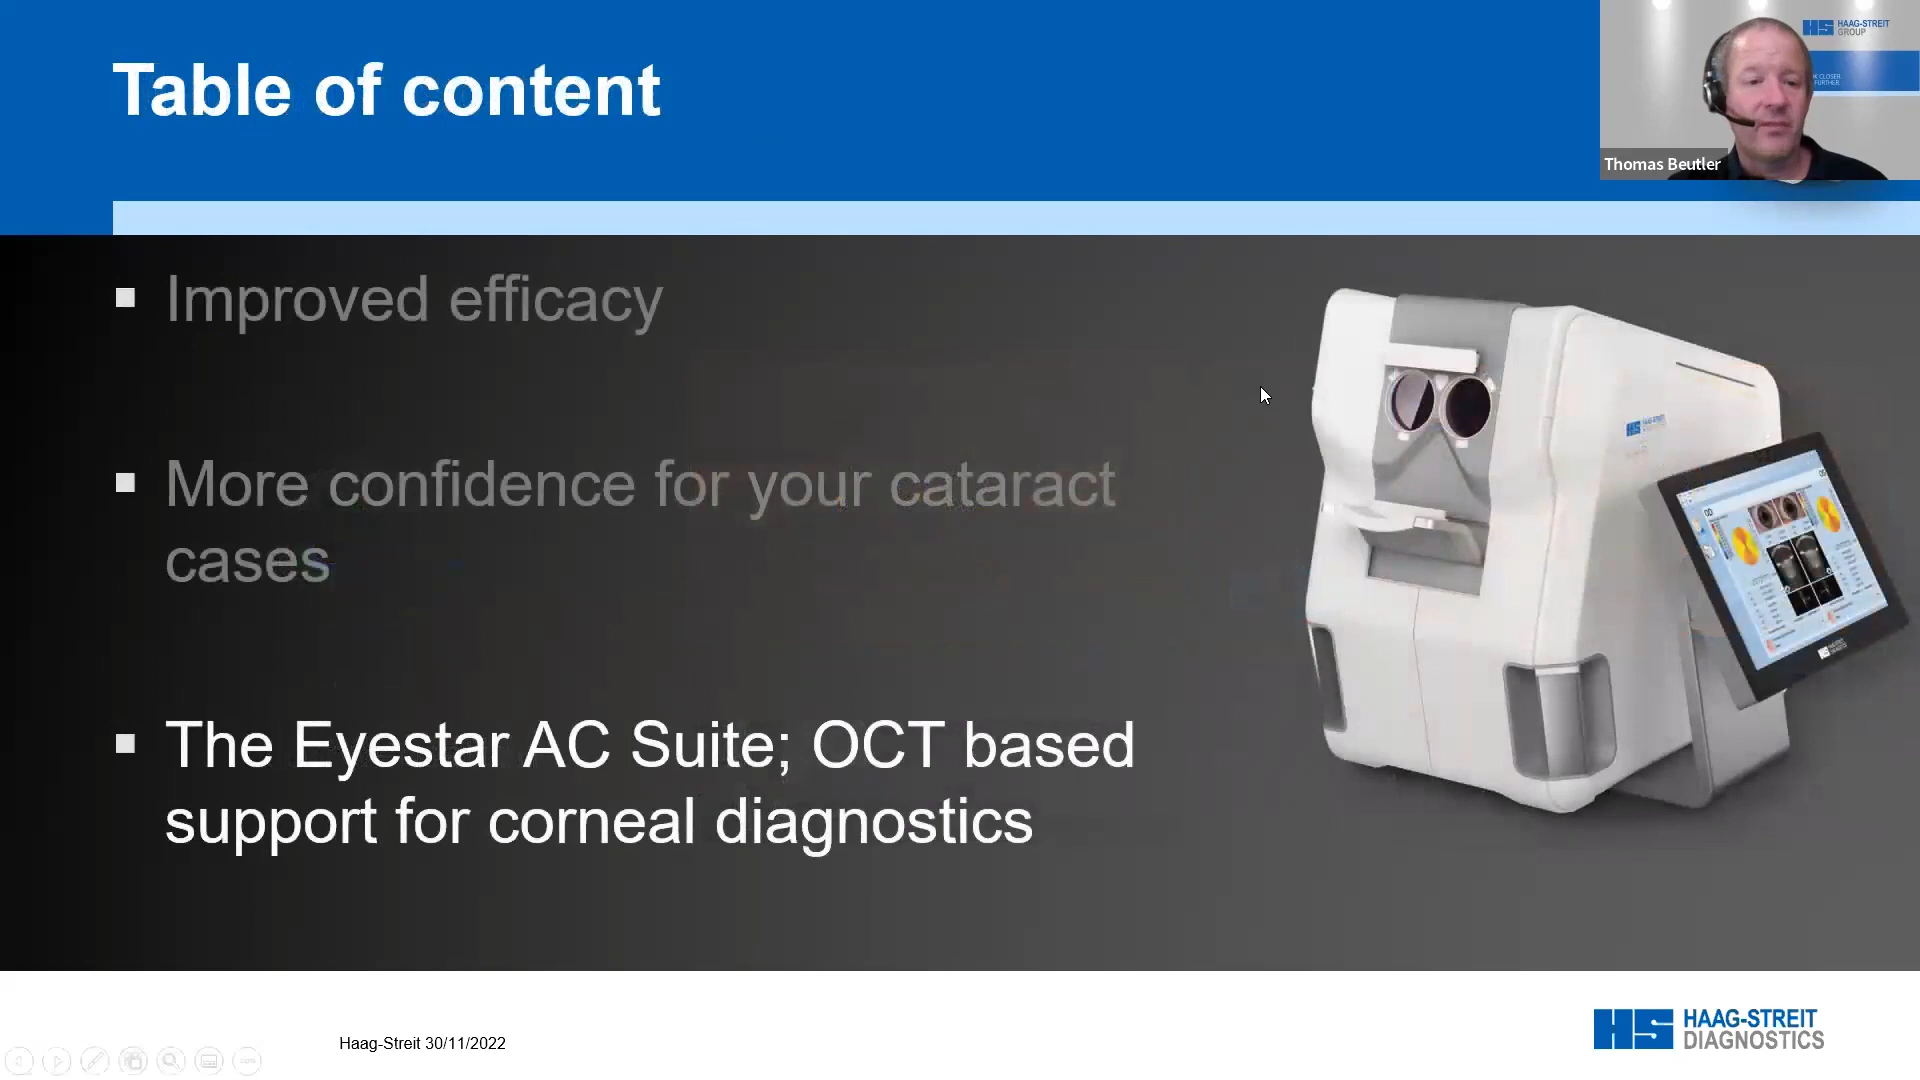 Table of content
HAAG-STREIT
GROUP
Thomas Beutler
Improved efficacy
More confidence for your cataract
cases
The Eyestar AC Suite; OCT based
support for corneal diagnostics
Haag-Streit 30/11/2022
HS HAAG-STREIT
DIAGNOSTICS